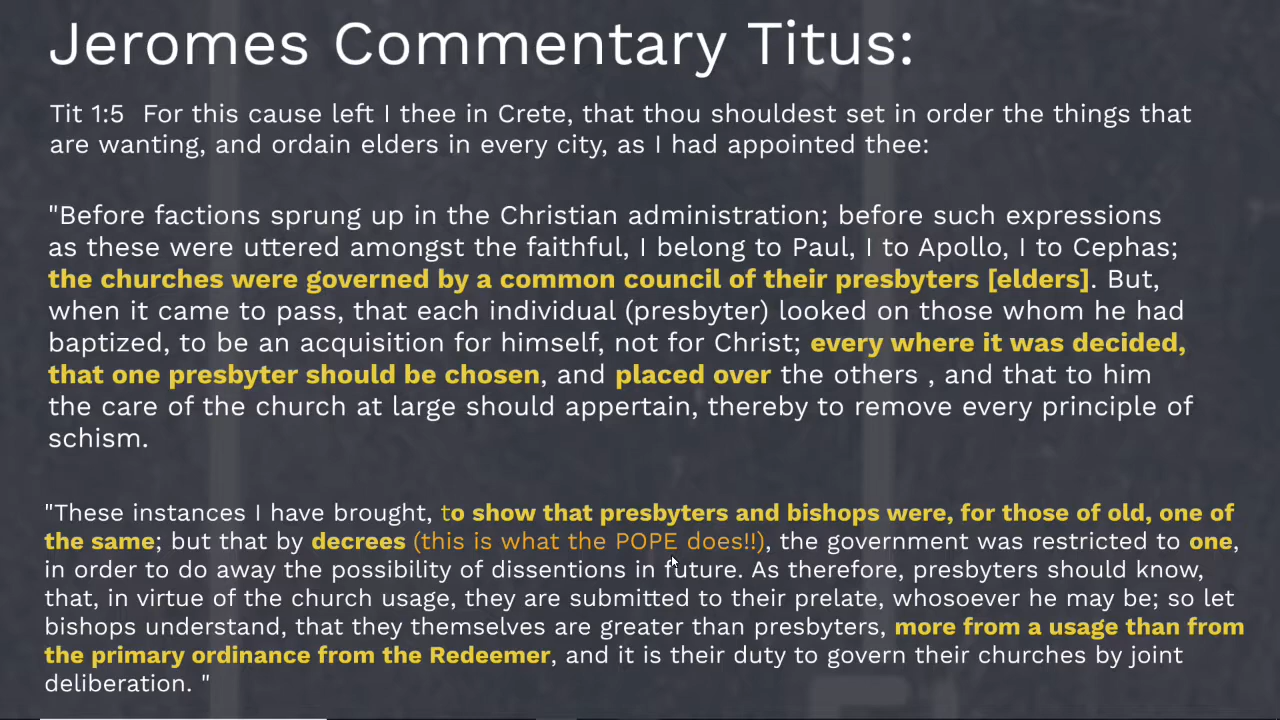 Jeromes Commentary Titus:
Tit 1:5  For this cause left I thee in Crete, that thou shouldest set in order the things that
are wanting, and ordain elders in every city, as I had appointed thee:
"Before factions sprung up in the Christian administration; before such expressions
as these were uttered amongst the faithful, I belong to Paul, I to Apollo, I to Cephas;
the churches were governed by a common council of their presbyters [elders]. But,
when it came to pass, that each individual (presbyter) looked on those whom he had
baptized, to be an acquisition for himself, not for Christ; every where it was decided,
that one presbyter should be chosen, and placed over the others , and that to him
the care of the church at large should appertain, thereby to remove every principle of
schism.
"These instances I have brought, to show that presbyters and bishops were, for those of old, one of
the same; but that by decrees (this is what the POPE does!!), the government was restricted to one,
in order to do away the possibility of dissentions in future. As therefore, presbyters should know,
that, in virtue of the church usage, they are submitted to their prelate, whosoever he may be; so let
bishops understand, that they themselves are greater than presbyters, more from a usage than from
the primary ordinance from the Redeemer, and it is their duty to govern their churches by joint
deliberation. "